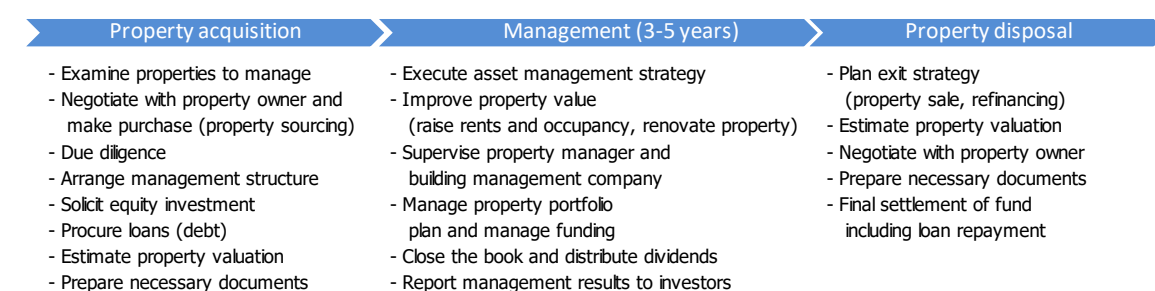 Property acquisition
- Examine properties to manage
- Negotiate with property owner and
make purchase (property sourcing)
- Due diligence
- Arrange management structure
- Solicit equity investment
- Procure loans (debt)
- Estimate property valuation
- Prepare necessary documents
Management (3-5 years)
- Execute asset management strategy
- Improve property value
(raise rents and occupancy, renovate property)
- Supervise property manager and
building management company
- Manage property portfolio
plan and manage funding
- Close the book and distribute dividends
- Report management results to investors
Property disposal
- Plan exit strategy
(property sale, refinancing)
- Estimate property valuation
- Negotiate with property owner
- Prepare necessary documents
- Final settlement of fund
including loan repayment